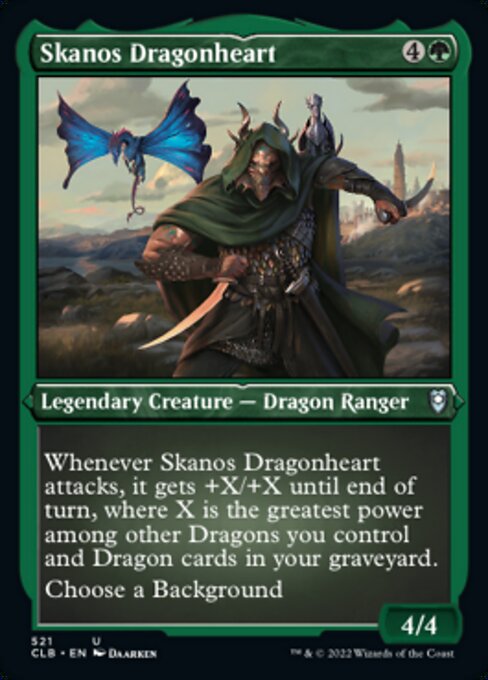 Skanos Dragonheart 4
Legendary Creature — Dragon Ranger
Whenever Skanos Dragonheart
attacks, it gets +X/+X until end of
turn, where X is the greatest power
among other Dragons you control
and Dragon cards in your graveyard.
Choose a Background
4/4
521 U
CLB • EN DAARKEN
™ & © 2022 Wizards of the Coast